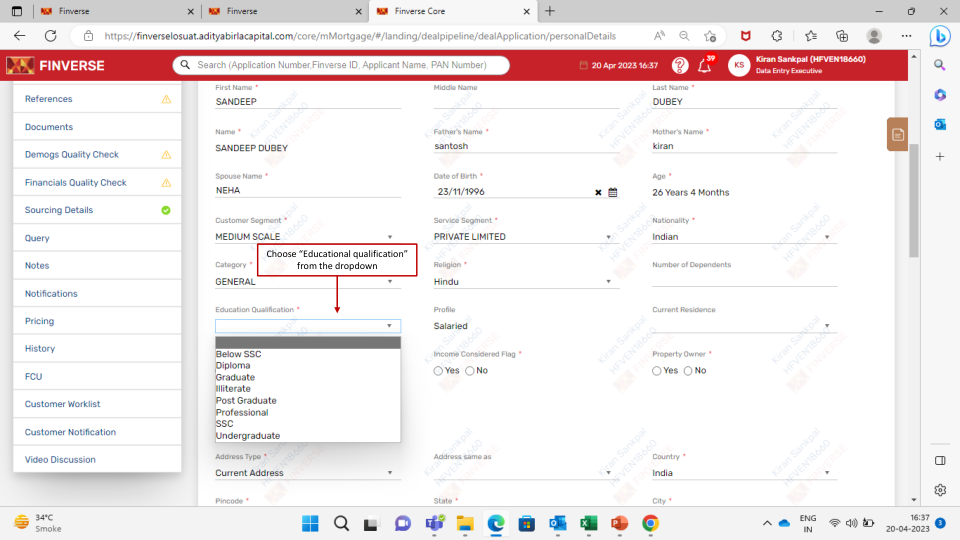 Finverse
Finverse
Finverse Core
https://finverselosuat.adityabirlacapital.com/core/mMortgage/#/landing/dealpipeline/dealApplication/personalDetails
FINVERSE
Search (Application Number,Finverse ID, Applicant Name, PAN Number)
20 Apr 2023 16:37
39
KS
Kiran Sankpal (HFVEN18660)
Data Entry Executive
References
Documents
Demogs Quality Check
Financials Quality Check
Sourcing Details
Query
Notes
Notifications
Pricing
History
FCU
Customer Worklist
Customer Notification
Video Discussion
First Name *
Middle Name
Last Name *
SANDEEP
DUBEY
Name *
Father's Name *
Mother's Name *
SANDEEP DUBEY
santosh
kiran
Spouse Name *
Date of Birth *
Age *
NEHA
23/11/1996
26 Years 4 Months
Customer Segment *
Service Segment *
Nationality *
MEDIUM SCALE
PRIVATE LIMITED
Indian
Choose “Educational qualification”
from the dropdown
Category *
Religion *
Number of Dependents
GENERAL
Hindu
Education Qualification *
Profile
Current Residence
Salaried
Below SSC
Diploma
Graduate
Illiterate
Post Graduate
Professional
SSC
Undergraduate
Income Considered Flag *
Property Owner *
Yes No
Yes No
Address Type *
Address same as
Country *
Current Address
India
Pincode *
State *
City *
Kiran Sankpal
HFVEN18660
FINVERSE
34°C
Smoke
ENG
IN
16:37
20-04-2023
3